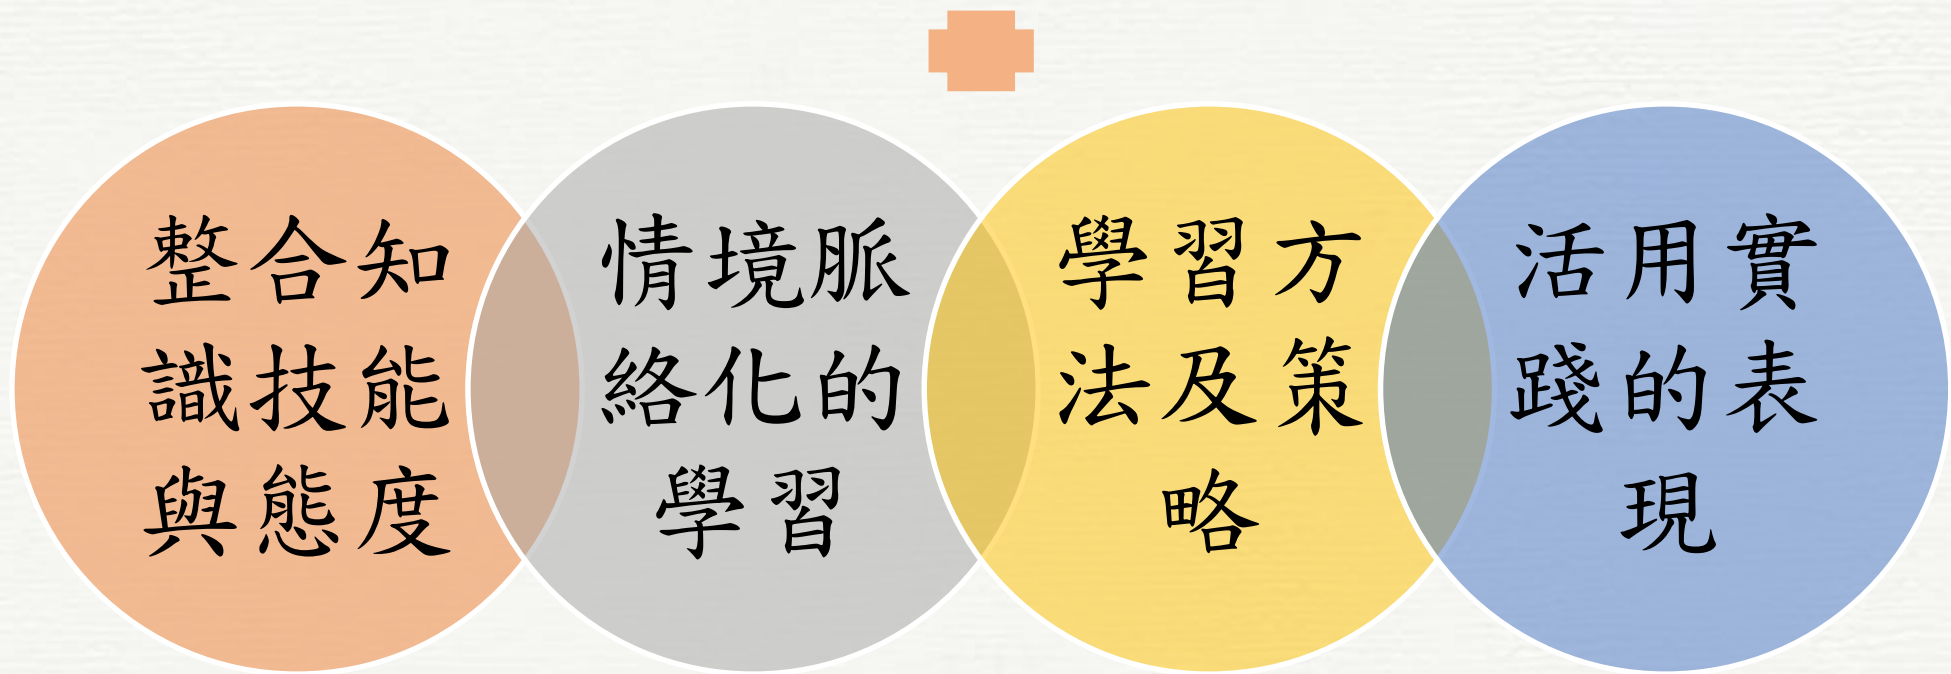 整合知
識技能
與態度
情境脈
絡化的
學習
學習方
法及策
略
活用實
踐的表
現